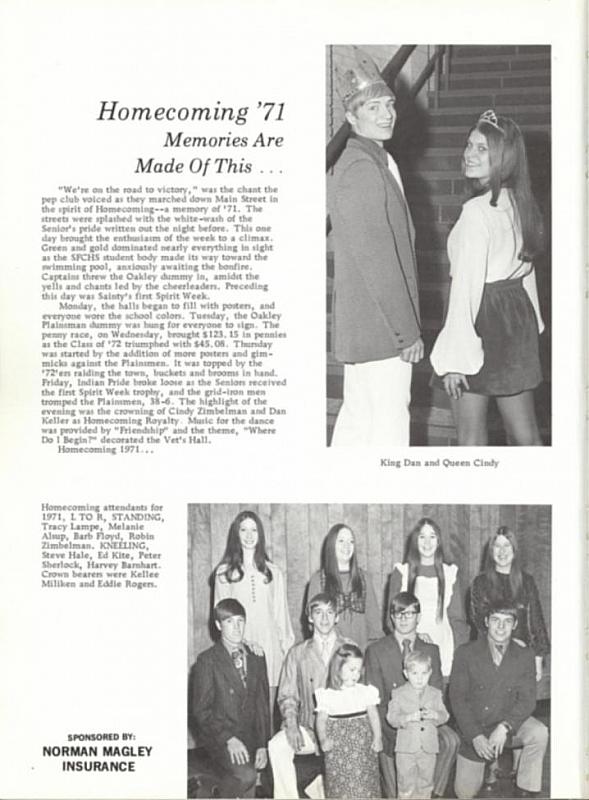 Homecoming '71
Memories Are
Made Of This . . .
"We're on the road to victory," was the chant the
pep club voiced as they marched down Main Street in
the spirit of Homecoming--a memory of '71. The
streets were splashed with the white-wash of the
Senior's pride written out the night before. This one
day brought the enthusiasm of the week to a climax.
Green and gold dominated nearly everything in sight
as the SFCHS student body made its way toward the
swimming pool, anxiously awaiting the bonfire.
Captains threw the Oakley dummy in, amidst the
yells and chants led by the cheerleaders. Preceding
this day was Sainty's first Spirit Week.
Monday, the halls began to fill with posters, and
everyone wore the school colors. Tuesday, the Oakley
Plainsman dummy was hung for everyone to sign. The
penny race, on Wednesday, brought $123.15 in pennies
as the Class of '72 triumphed with $45.08. Thursday
was started by the addition of more posters and gim-
micks against the Plainsmen. It was topped by the
'72'ers raiding the town, buckets and brooms in hand.
Friday, Indian Pride broke loose as the Seniors received
the first Spirit Week trophy, and the grid-iron men
tromped the Plainsmen, 38-6. The highlight of the
evening was the crowning of Cindy Zimbelman and Dan
Keller as Homecoming Royalty. Music for the dance
was provided by "Friendship" and the theme, "Where
Do I Begin?" decorated the Vet's Hall.
Homecoming 1971...
King Dan and Queen Cindy
Homecoming attendants for
1971, L TO R, STANDING,
Tracy Lampe, Melanie
Alsup, Barb Floyd, Robin
Zimbelman. KNEELING,
Steve Hale, Ed Kite, Peter
Sherlock, Harvey Barnhart.
Crown bearers were Kellee
Miliken and Eddie Rogers.
SPONSORED BY:
NORMAN MAGLEY
INSURANCE